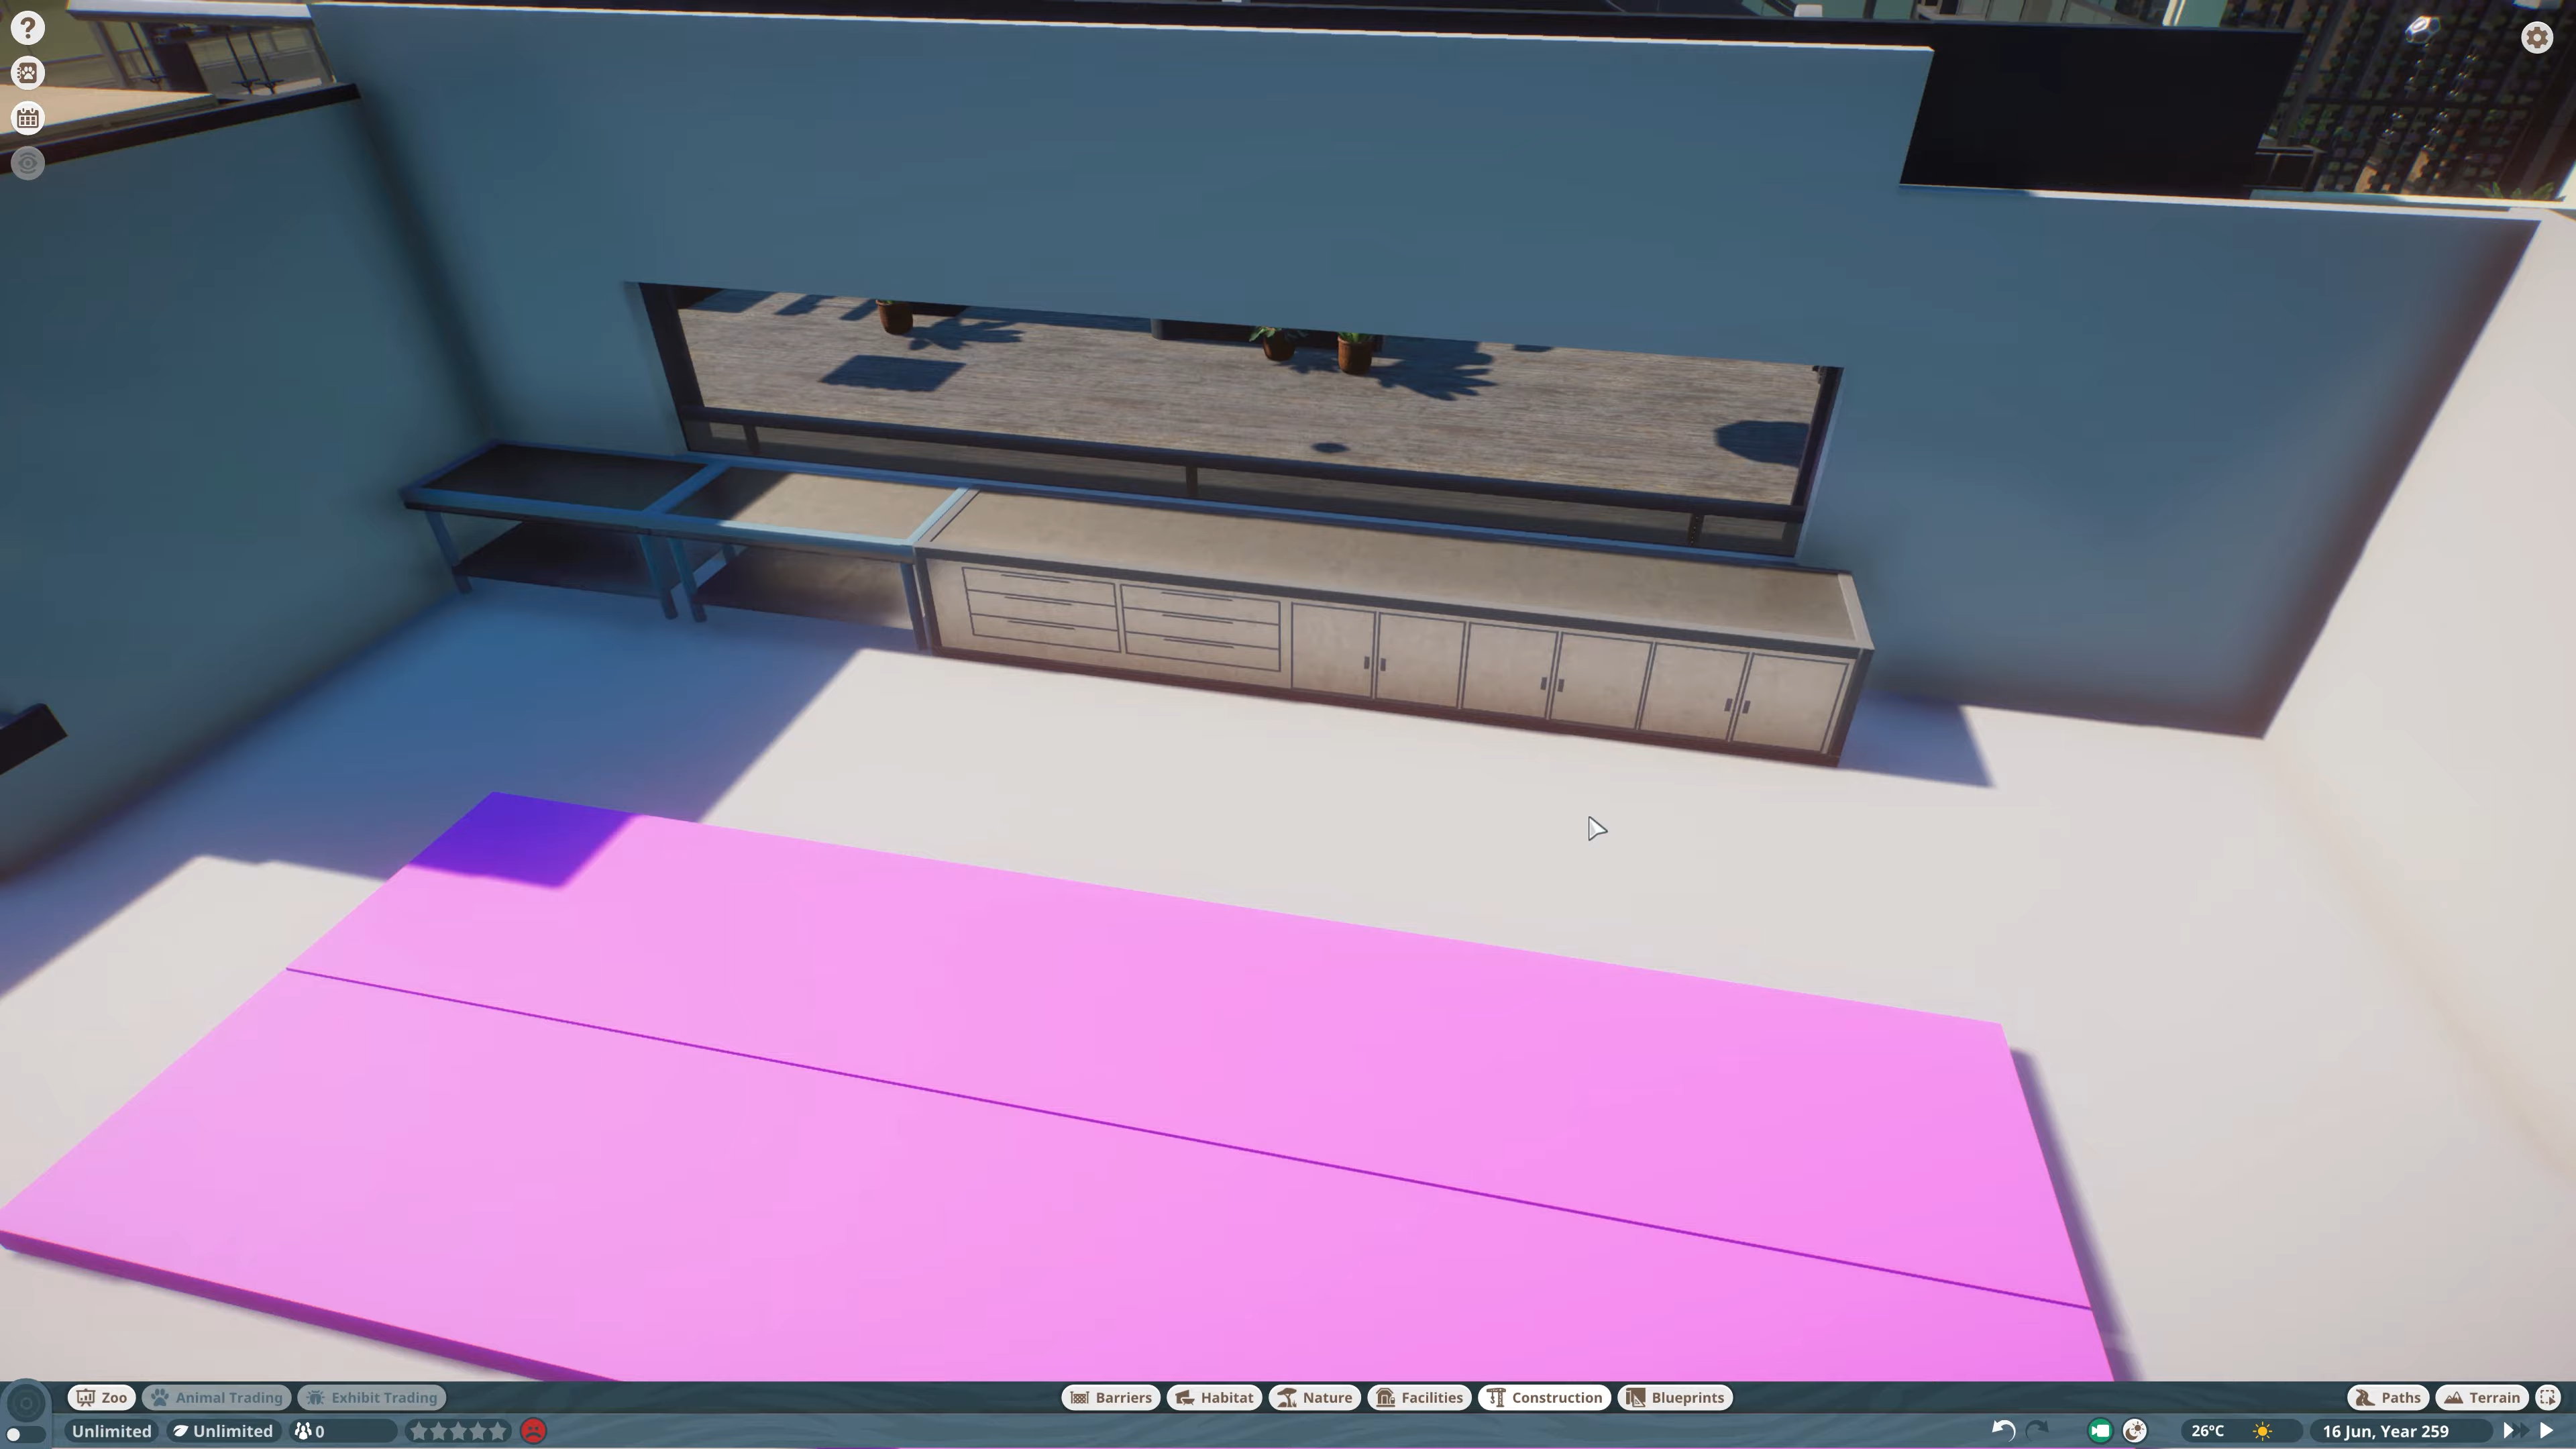 Zoo Animal Trading Exhibit Trading Barriers Habitat Nature Facilities Construction Blueprints Paths Terrain
Unlimited Unlimited 0 26°C 16 Jun, Year 259